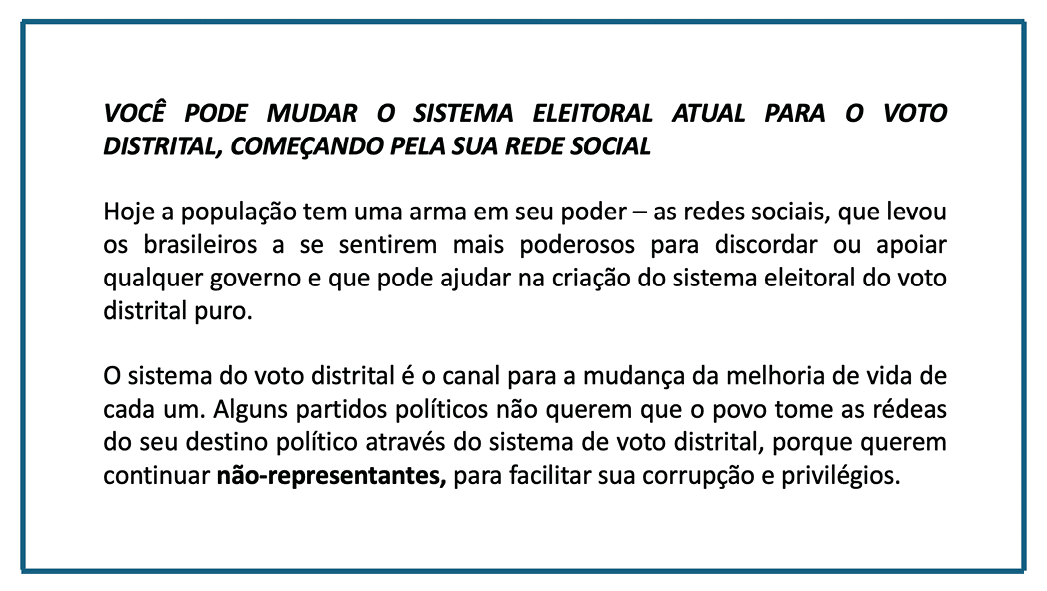 VOCÊ PODE MUDAR O SISTEMA ELEITORAL ATUAL PARA O VOTO
DISTRITAL, COMEÇANDO PELA SUA REDE SOCIAL
Hoje a população tem uma arma em seu poder – as redes sociais, que levou
os brasileiros a se sentirem mais poderosos para discordar ou apoiar
qualquer governo e que pode ajudar na criação do sistema eleitoral do voto
distrital puro.
O sistema do voto distrital é o canal para a mudança da melhoria de vida de
cada um. Alguns partidos políticos não querem que o povo tome as rédeas
do seu destino político através do sistema de voto distrital, porque querem
continuar não-representantes, para facilitar sua corrupção e privilégios.